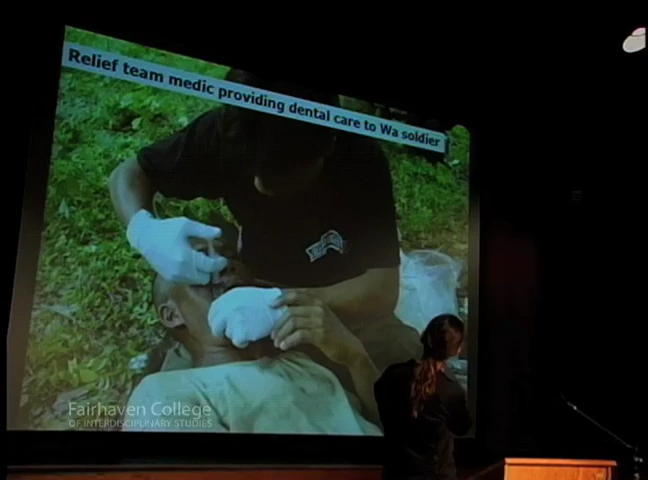 Relief team medic providing dental care to Wa soldier
Fairhaven College
OF INTERDISCIPLINARY STUDIES